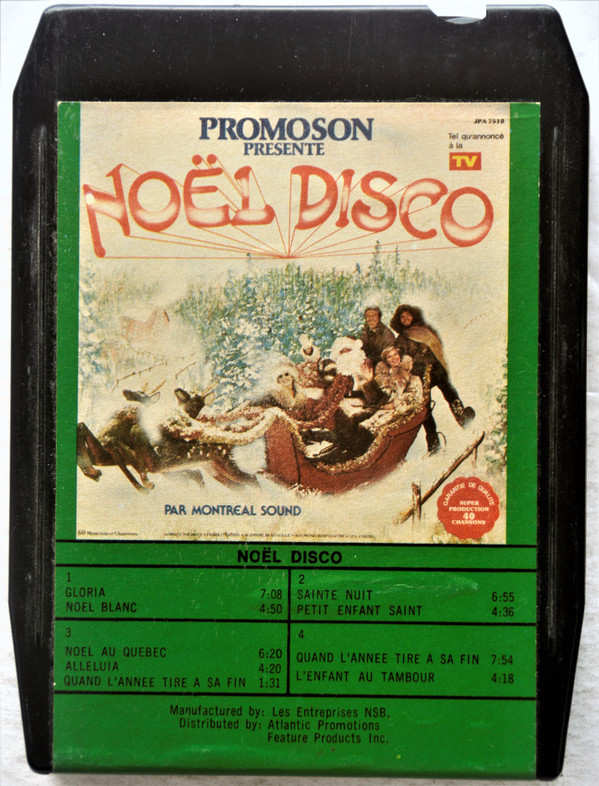 PROMOSON
PRESENTE
JPA 7518
Tel qu'annoncé
à la
TV
NOËL DISCO
PAR MONTREAL SOUND
GARANTIE DE QUALITE
SUPER
PRODUCTION
40
CHANSONS
60
NOËL DISCO
1
GLORIA 7:08
NOEL BLANC 4:50
2
SAINTE NUIT 6:55
PETIT ENFANT SAINT 4:36
3
NOEL AU QUEBEC 6:20
ALLELUIA 4:20
QUAND L'ANNEE TIRE A SA FIN 1:31
4
QUAND L'ANNEE TIRE A SA FIN 7:54
L'ENFANT AU TAMBOUR 4:18
Manufactured by: Les Entreprises NSB.
Distributed by: Atlantic Promotions
Feature Products Inc.